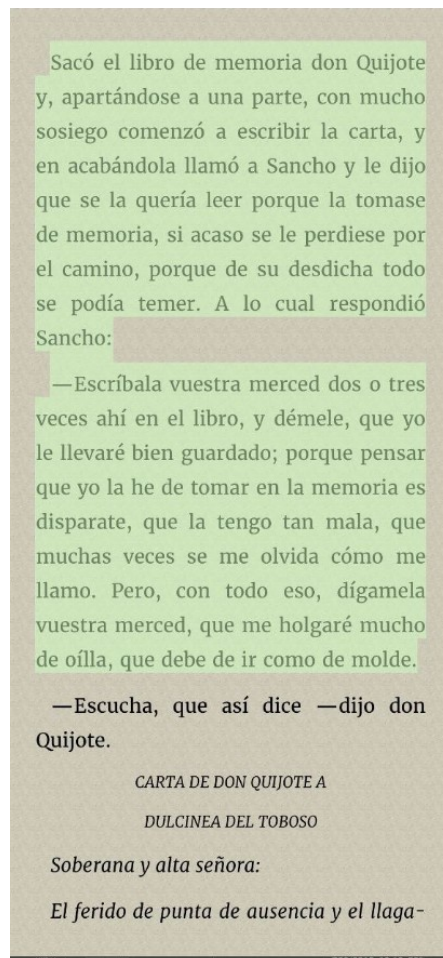 Sacó el libro de memoria don Quijote
y, apartándose a una parte, con mucho
sosiego comenzó a escribir la carta, y
en acabándola llamó a Sancho y le dijo
que se la quería leer porque la tomase
de memoria, si acaso se le perdiese por
el camino, porque de su desdicha todo
se podía temer. A lo cual respondió
Sancho:
—Escríbala vuestra merced dos o tres
veces ahí en el libro, y démele, que yo
le llevaré bien guardado; porque pensar
que yo la he de tomar en la memoria es
disparate, que la tengo tan mala, que
muchas veces se me olvida cómo me
llamo. Pero, con todo eso, dígamela
vuestra merced, que me holgaré mucho
de oílla, que debe de ir como de molde.
—Escucha, que así dice —dijo don
Quijote.
CARTA DE DON QUIJOTE A
DULCINEA DEL TOBOSO
Soberana y alta señora:
El ferido de punta de ausencia y el llaga-